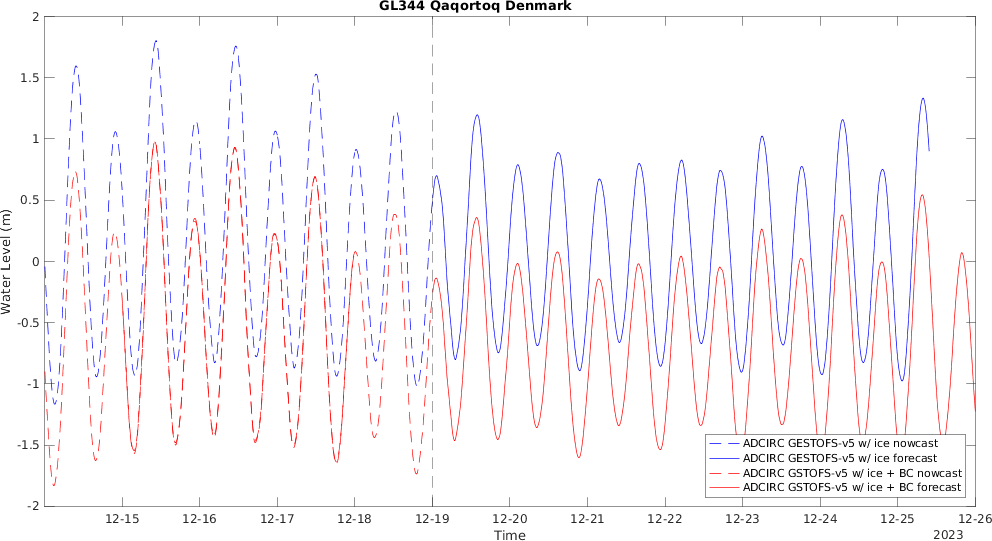 GL344 Qaqortoq Denmark
2
1.5
1
0.5
0
-0.5
-1
-1.5
-2
Water Level (m)
ADCIRC GESTOFS-v5 w/ ice nowcast
ADCIRC GESTOFS-v5 w/ ice forecast
ADCIRC GSTOFS-v5 w/ ice + BC nowcast
ADCIRC GSTOFS-v5 w/ ice + BC forecast
12-15 12-16 12-17 12-18 12-19 12-20 12-21 12-22 12-23 12-24 12-25 12-26
Time
2023